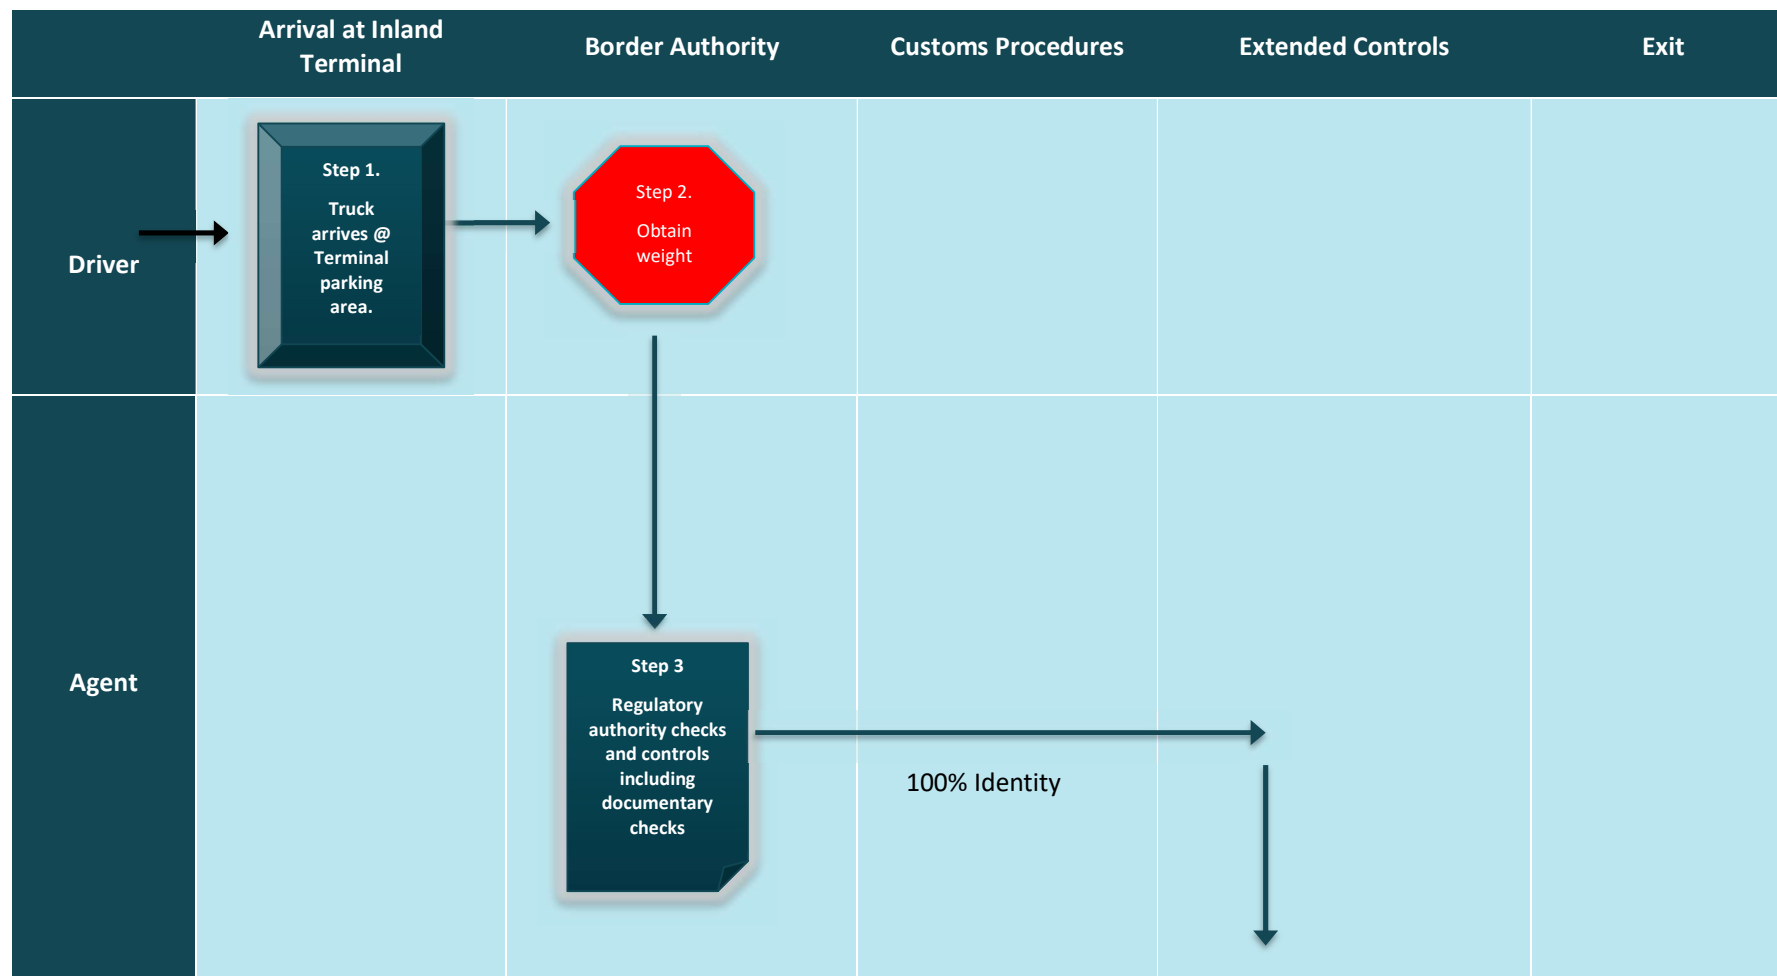 Arrival at Inland
Terminal
Border Authority
Customs Procedures
Extended Controls
Exit
Driver
Step 1.
Truck
arrives @
Terminal
parking
area.
Step 2.
Obtain
weight
Agent
Step 3
Regulatory
authority checks
and controls
including
documentary
checks
100% Identity